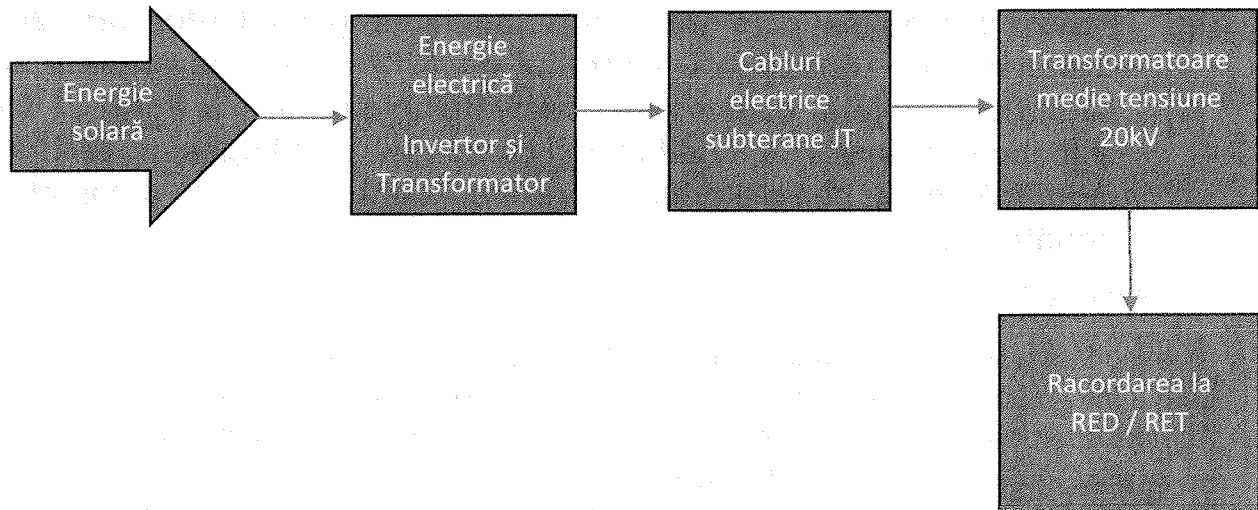 Energie
solară
Energie
electrică
Invertor și
Transformator
Cabluri
electrice
subterane JT
Transformatoare
medie tensiune
20kV
Racordarea la
RED / RET